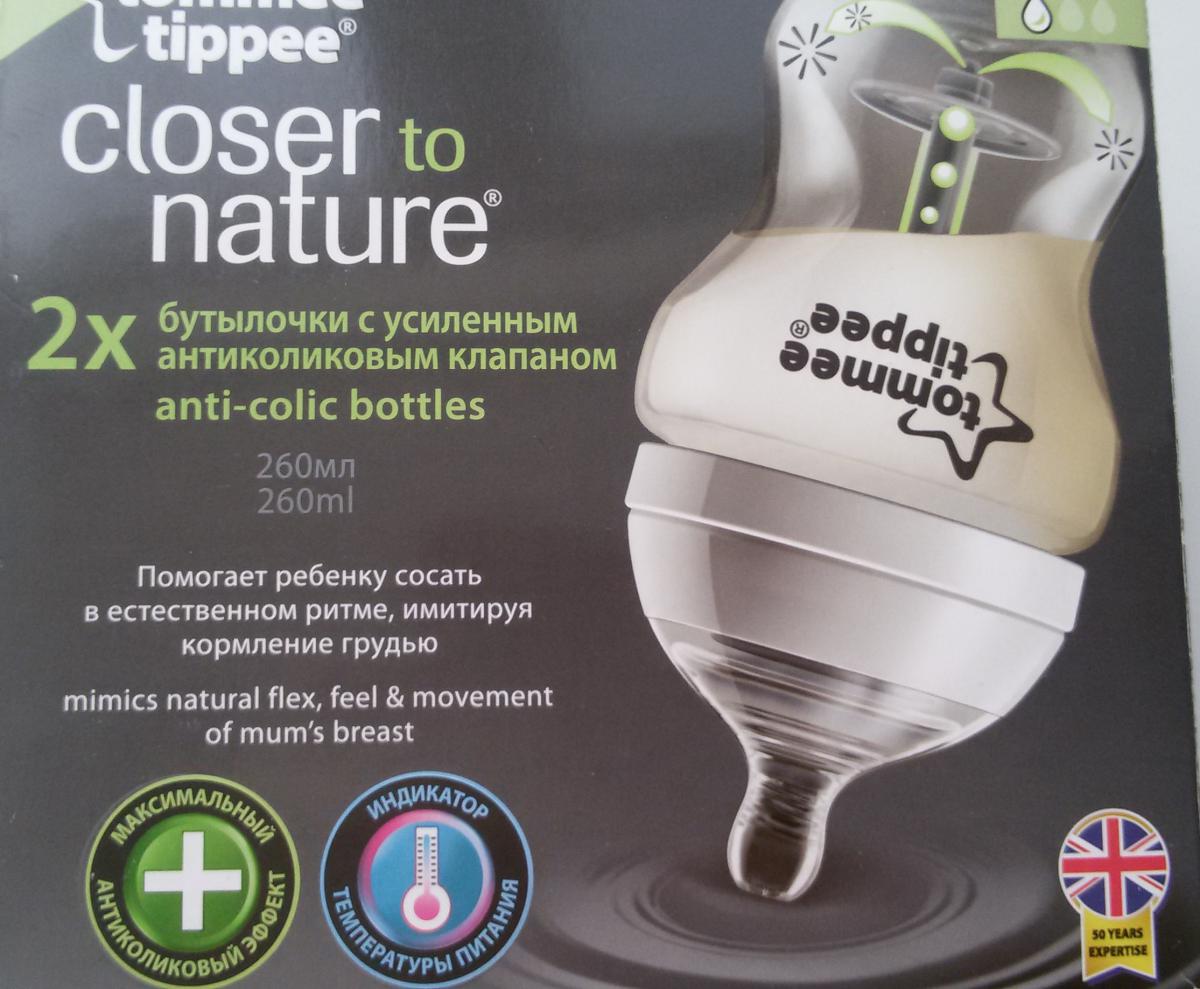 tommee
tippee®
closer to
nature®
2x
бутылочки с усиленным
антиколиковым клапаном
anti-colic bottles
260мл
260ml
Помогает ребенку сосать
в естественном ритме, имитируя
кормление грудью
mimics natural flex, feel & movement
of mum's breast
МАКСИМАЛЬНЫЙ
АНТИКОЛИКОВЫЙ ЭФФЕКТ
ИНДИКАТОР
ТЕМПЕРАТУРЫ ПИТАНИЯ
tommee
tippee®
50 YEARS
EXPERTISE